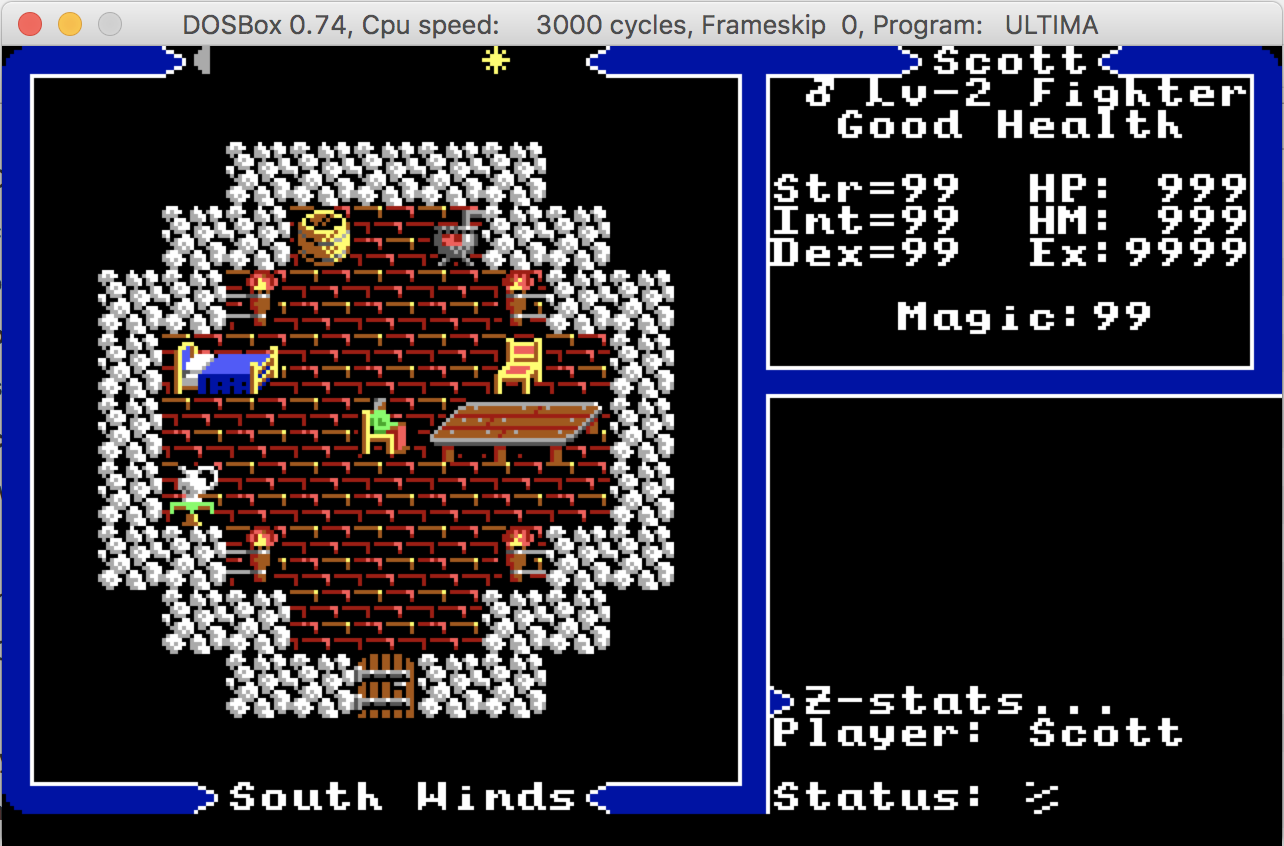 DOSBox 0.74, Cpu speed: 3000 cycles, Frameskip 0, Program: ULTIMA
Scott
♂ Lv-2 Fighter
Good Health
Str=99 HP: 999
Int=99 HM: 999
Dex=99 Ex:9999
Magic:99
Z-stats...
Player: Scott
Status:
South Winds